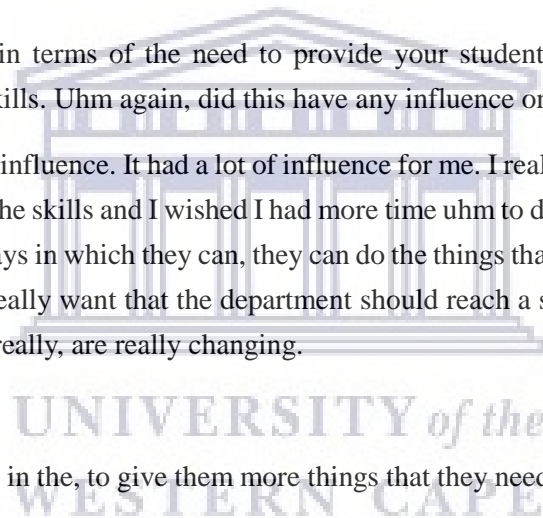 in terms of the need to provide your student
kills. Uhm again, did this have any influence or
influence. It had a lot of influence for me. I real
he skills and I wished I had more time uhm to d
ays in which they can, they can do the things tha
eally want that the department should reach a s
really, are really changing.
UNIVERSITY of the
in the, to give them more things that they need
WESTERN CAPE